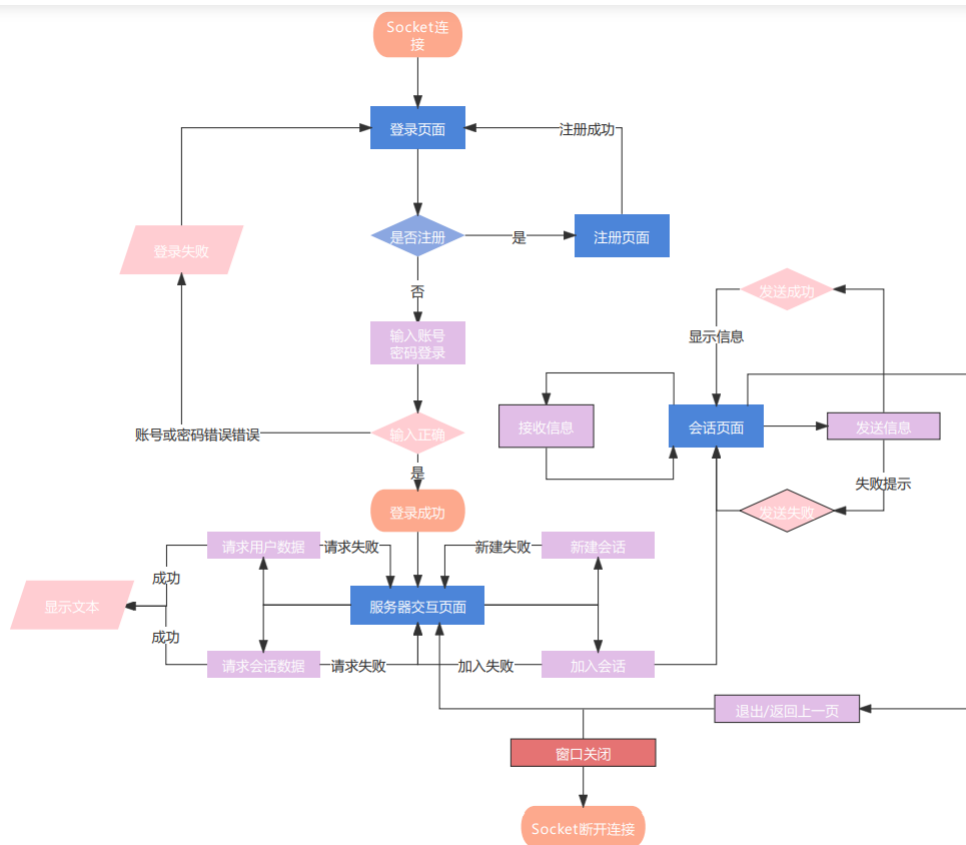 Socket连
接
登录页面
注册成功
是否注册
是
注册页面
登录失败
否
发送成功
输入账号
密码登录
显示信息
接收信息
会话页面
发送信息
账号或密码错误错误
输入正确
是
失败提示
登录成功
发送失败
请求用户数据
请求失败
新建失败
新建会话
成功
显示文本
服务器交互页面
成功
请求会话数据
请求失败
加入失败
加入会话
退出/返回上一页
窗口关闭
Socket断开连接